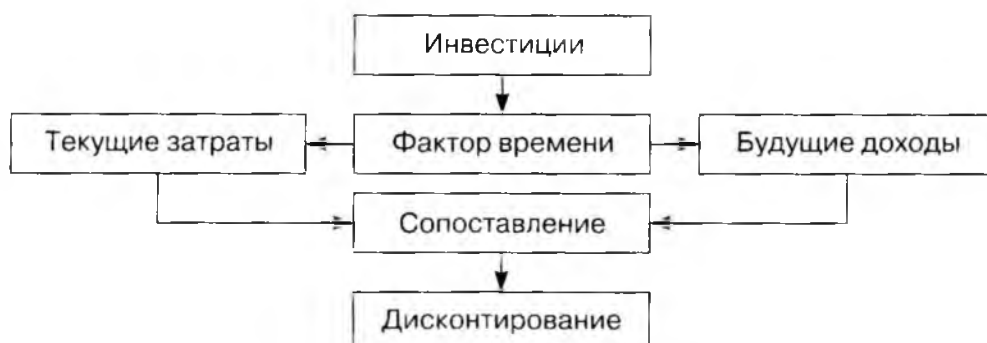 Инвестиции
Текущие затраты
Фактор времени
Будущие доходы
Сопоставление
Дисконтирование